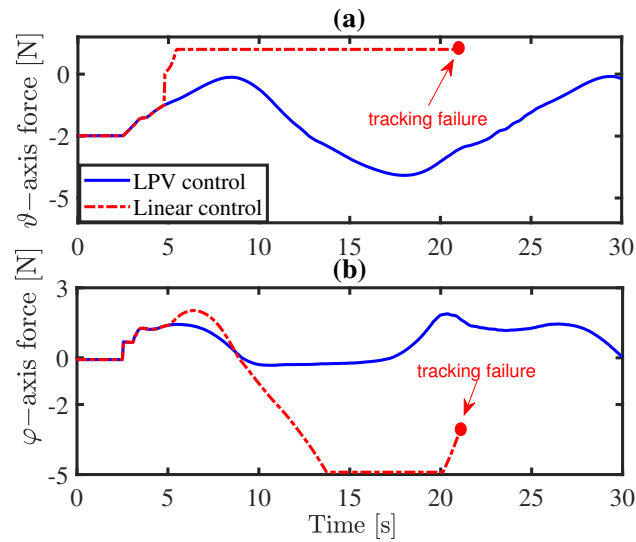 (a)
ϑ−axis force [N]
0
-2
-5
tracking failure
LPV control
Linear control
0 5 10 15 20 25 30
(b)
φ−axis force [N]
3
0
-2
-5
tracking failure
0 5 10 15 20 25 30
Time [s]